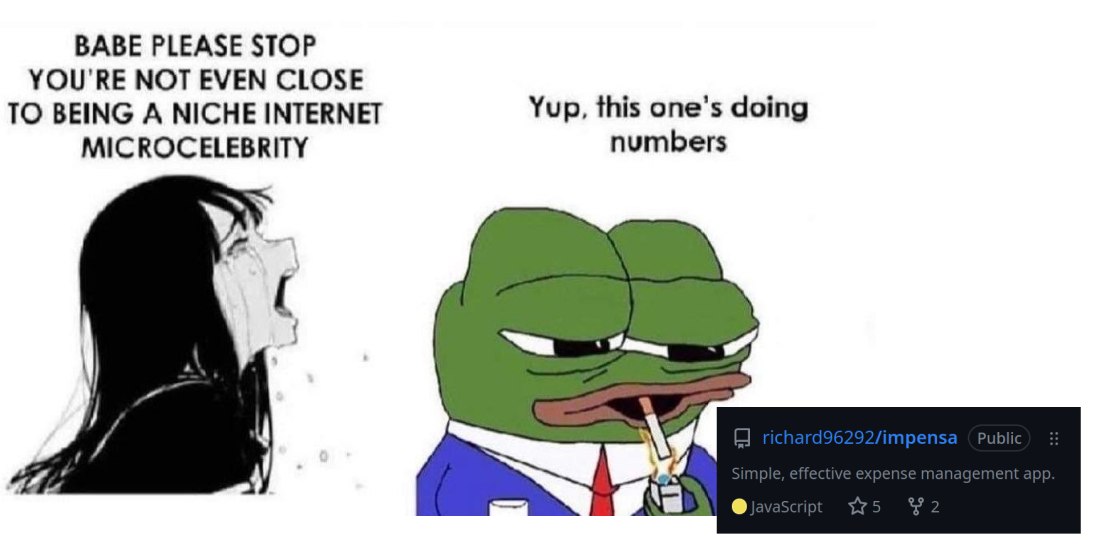 BABE PLEASE STOP
YOU'RE NOT EVEN CLOSE
TO BEING A NICHE INTERNET
MICROCELEBRITY
Yup, this one's doing
numbers
richard96292/impensa Public
Simple, effective expense management app.
JavaScript 5 2